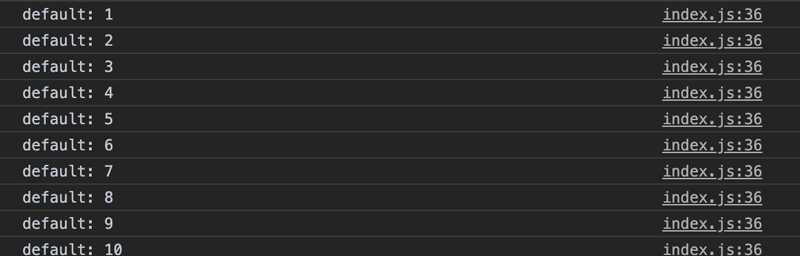 default: 1 index.js:36
default: 2 index.js:36
default: 3 index.js:36
default: 4 index.js:36
default: 5 index.js:36
default: 6 index.js:36
default: 7 index.js:36
default: 8 index.js:36
default: 9 index.js:36
default: 10 index.js:36